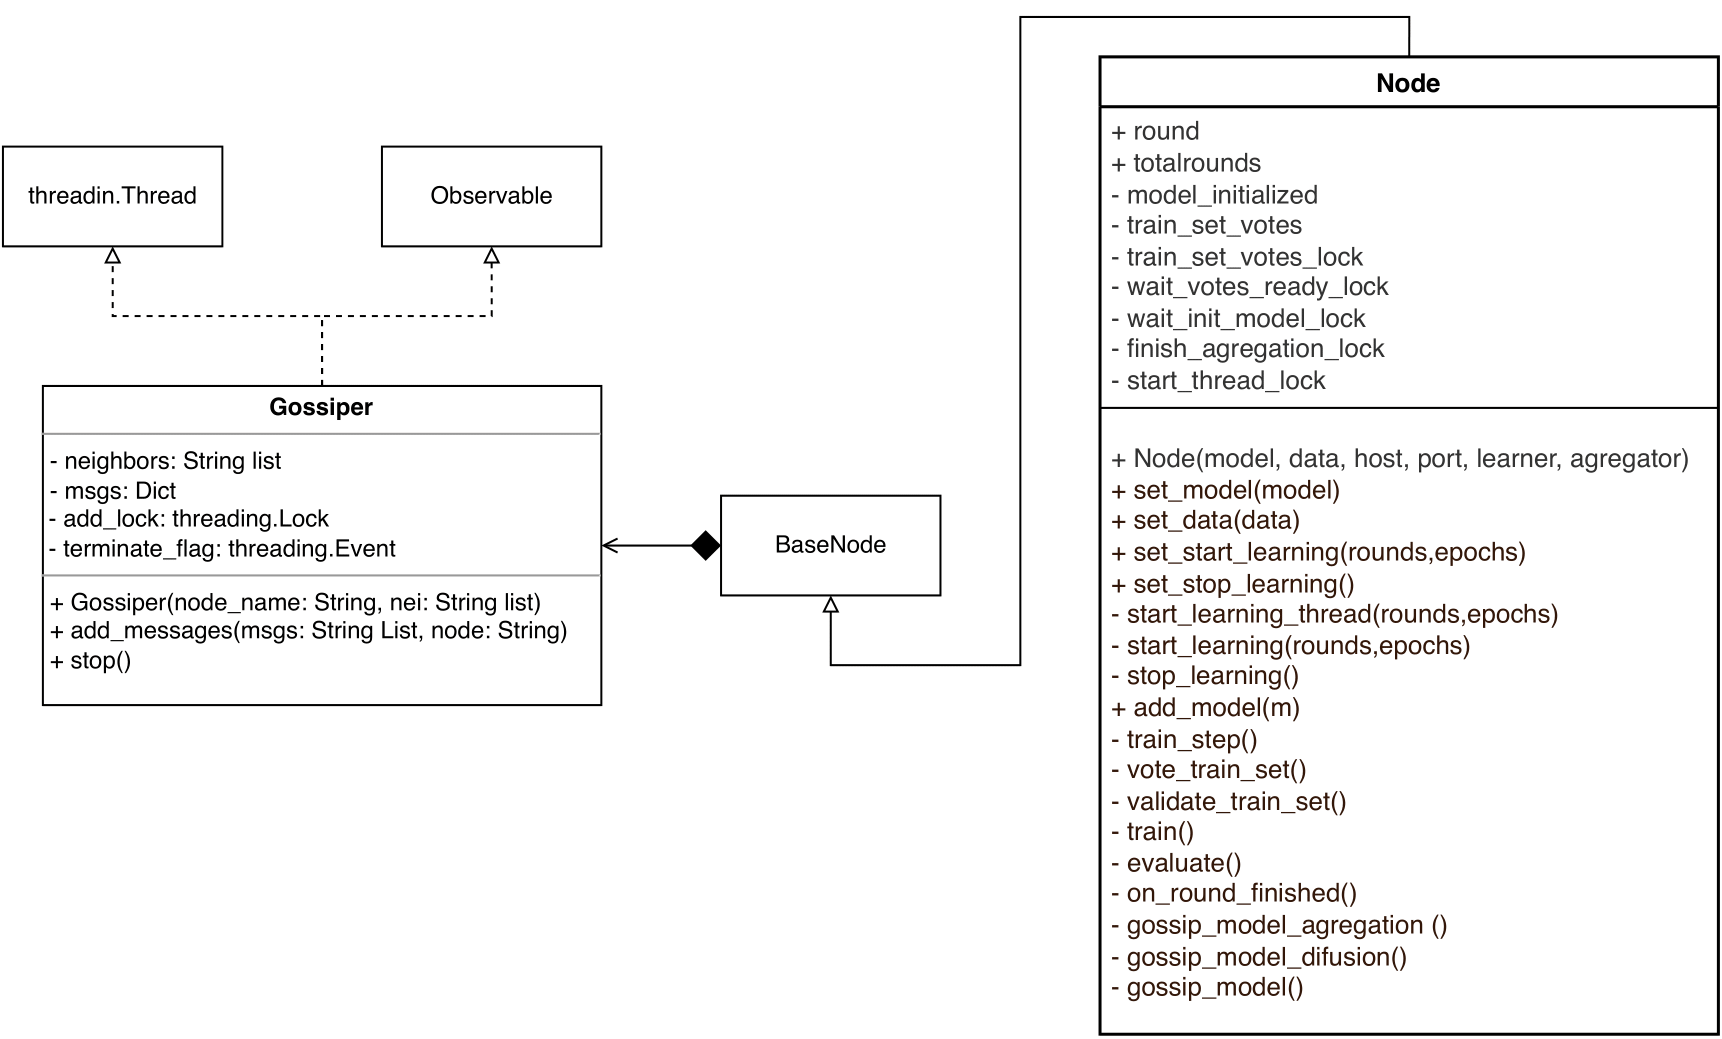 threadin.Thread
Observable
Gossiper
- neighbors: String list
- msgs: Dict
- add_lock: threading.Lock
- terminate_flag: threading.Event
+ Gossiper(node_name: String, nei: String list)
+ add_messages(msgs: String List, node: String)
+ stop()
BaseNode
Node
+ round
+ totalrounds
- model_initialized
- train_set_votes
- train_set_votes_lock
- wait_votes_ready_lock
- wait_init_model_lock
- finish_agregation_lock
- start_thread_lock
+ Node(model, data, host, port, learner, agregator)
+ set_model(model)
+ set_data(data)
+ set_start_learning(rounds,epochs)
+ set_stop_learning()
- start_learning_thread(rounds,epochs)
- start_learning(rounds,epochs)
- stop_learning()
+ add_model(m)
- train_step()
- vote_train_set()
- validate_train_set()
- train()
- evaluate()
- on_round_finished()
- gossip_model_agregation ()
- gossip_model_difusion()
- gossip_model()